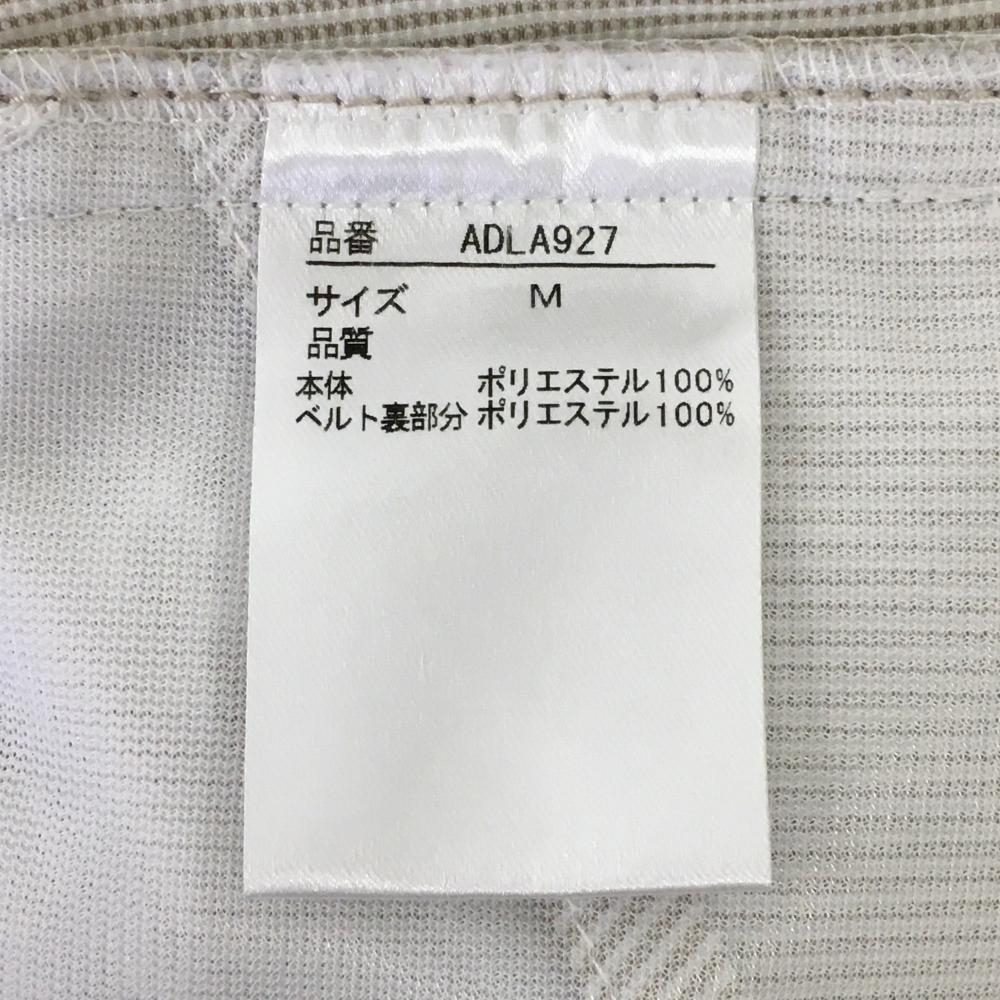 品番 ADLA927
サイズ M
品質
本体 ポリエステル100%
ベルト裏部分 ポリエステル100%